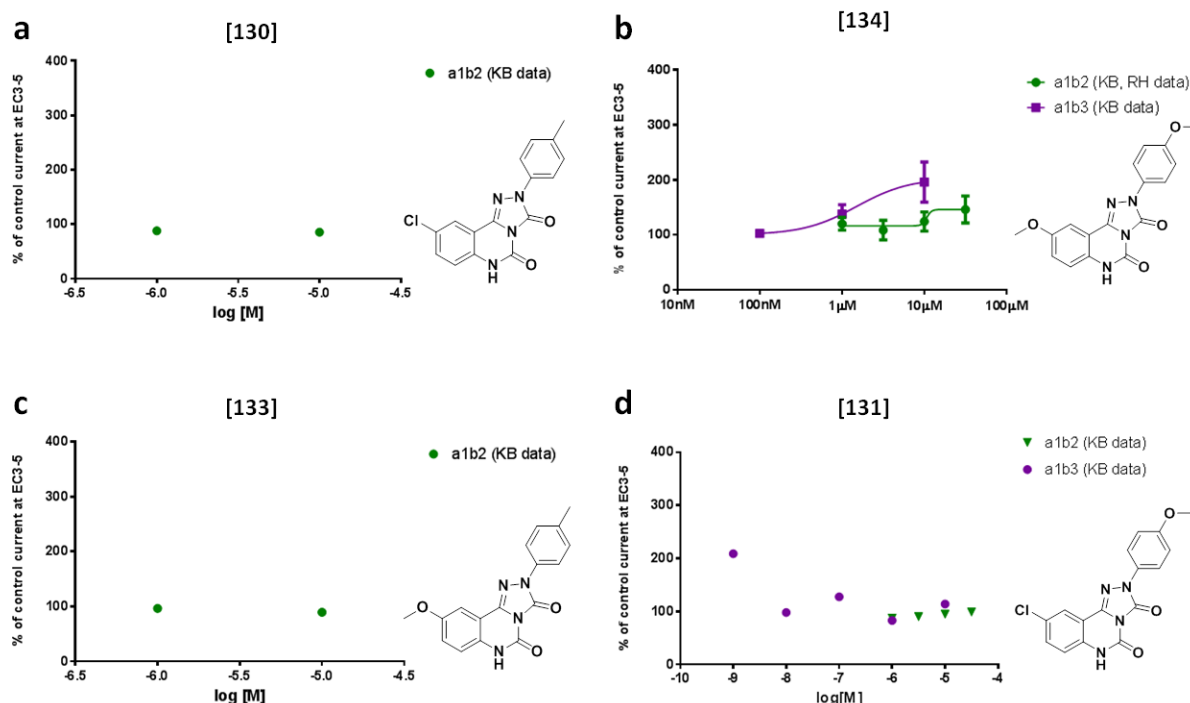 a
[130]
% of control current at EC3-5
400
300
200
100
0
-6.5
-6.0
-5.5
-5.0
-4.5
log [M]
a1b2 (KB data)
Cl
N
N
O
N
O
N
H
b
[134]
% of control current at EC3-5
400
300
200
100
0
10nM
100nM
1µM
10µM
100µM
a1b2 (KB, RH data)
a1b3 (KB data)
O
N
N
O
O
N
O
N
H
c
[133]
% of control current at EC3-5
400
300
200
100
0
-6.5
-6.0
-5.5
-5.0
-4.5
log [M]
a1b2 (KB data)
N
N
O
O
N
O
N
H
d
[131]
% of control current at EC3-5
400
300
200
100
0
-10
-9
-8
-7
-6
-5
-4
log[M]
a1b2 (KB data)
a1b3 (KB data)
O
Cl
N
N
O
N
O
N
H